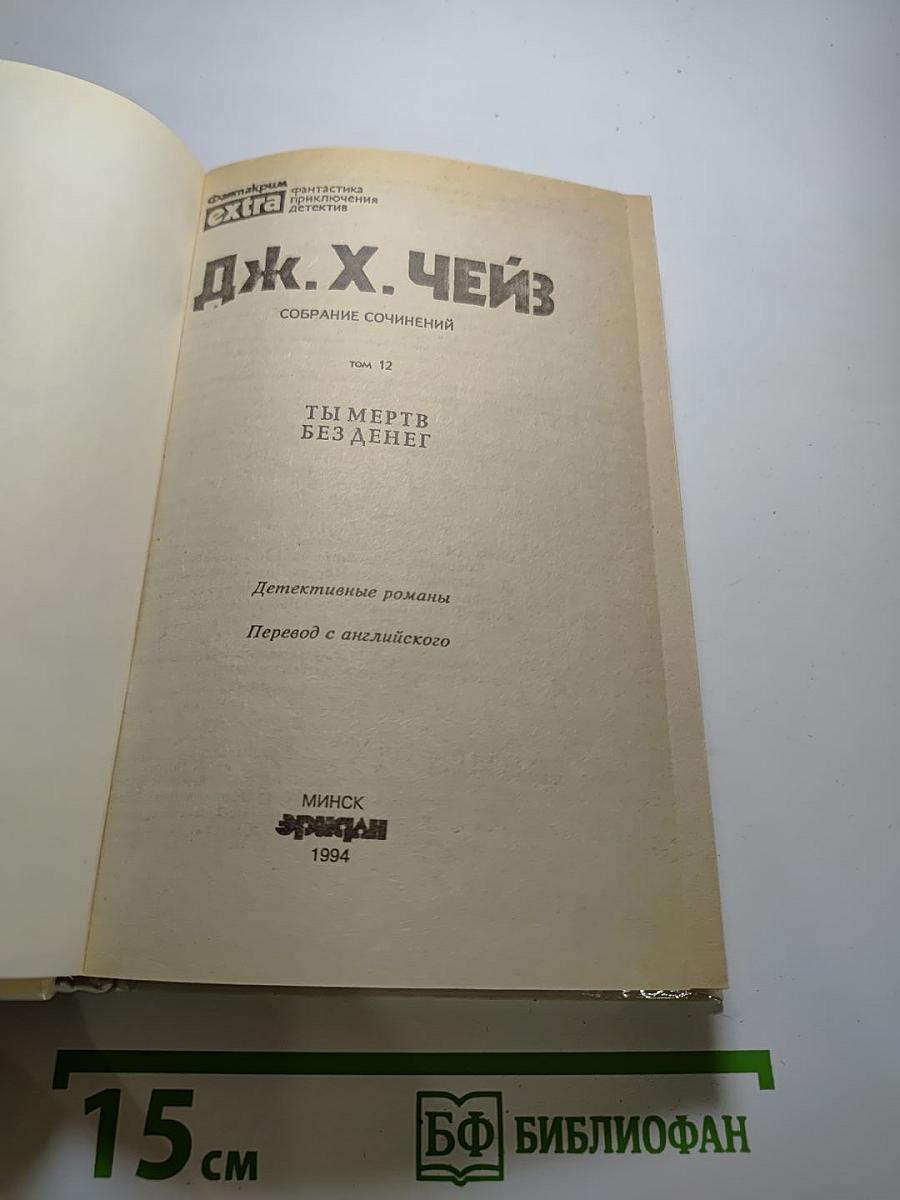 Фантакрим
extra
фантастика
приключения
детектив
Дж. Х. ЧЕЙЗ
СОБРАНИЕ СОЧИНЕНИЙ
том 12
ТЫ МЕРТВ
БЕЗ ДЕНЕГ
Детективные романы
Перевод с английского
МИНСК
эридан
1994
15 см
БФ БИБЛИОФАН